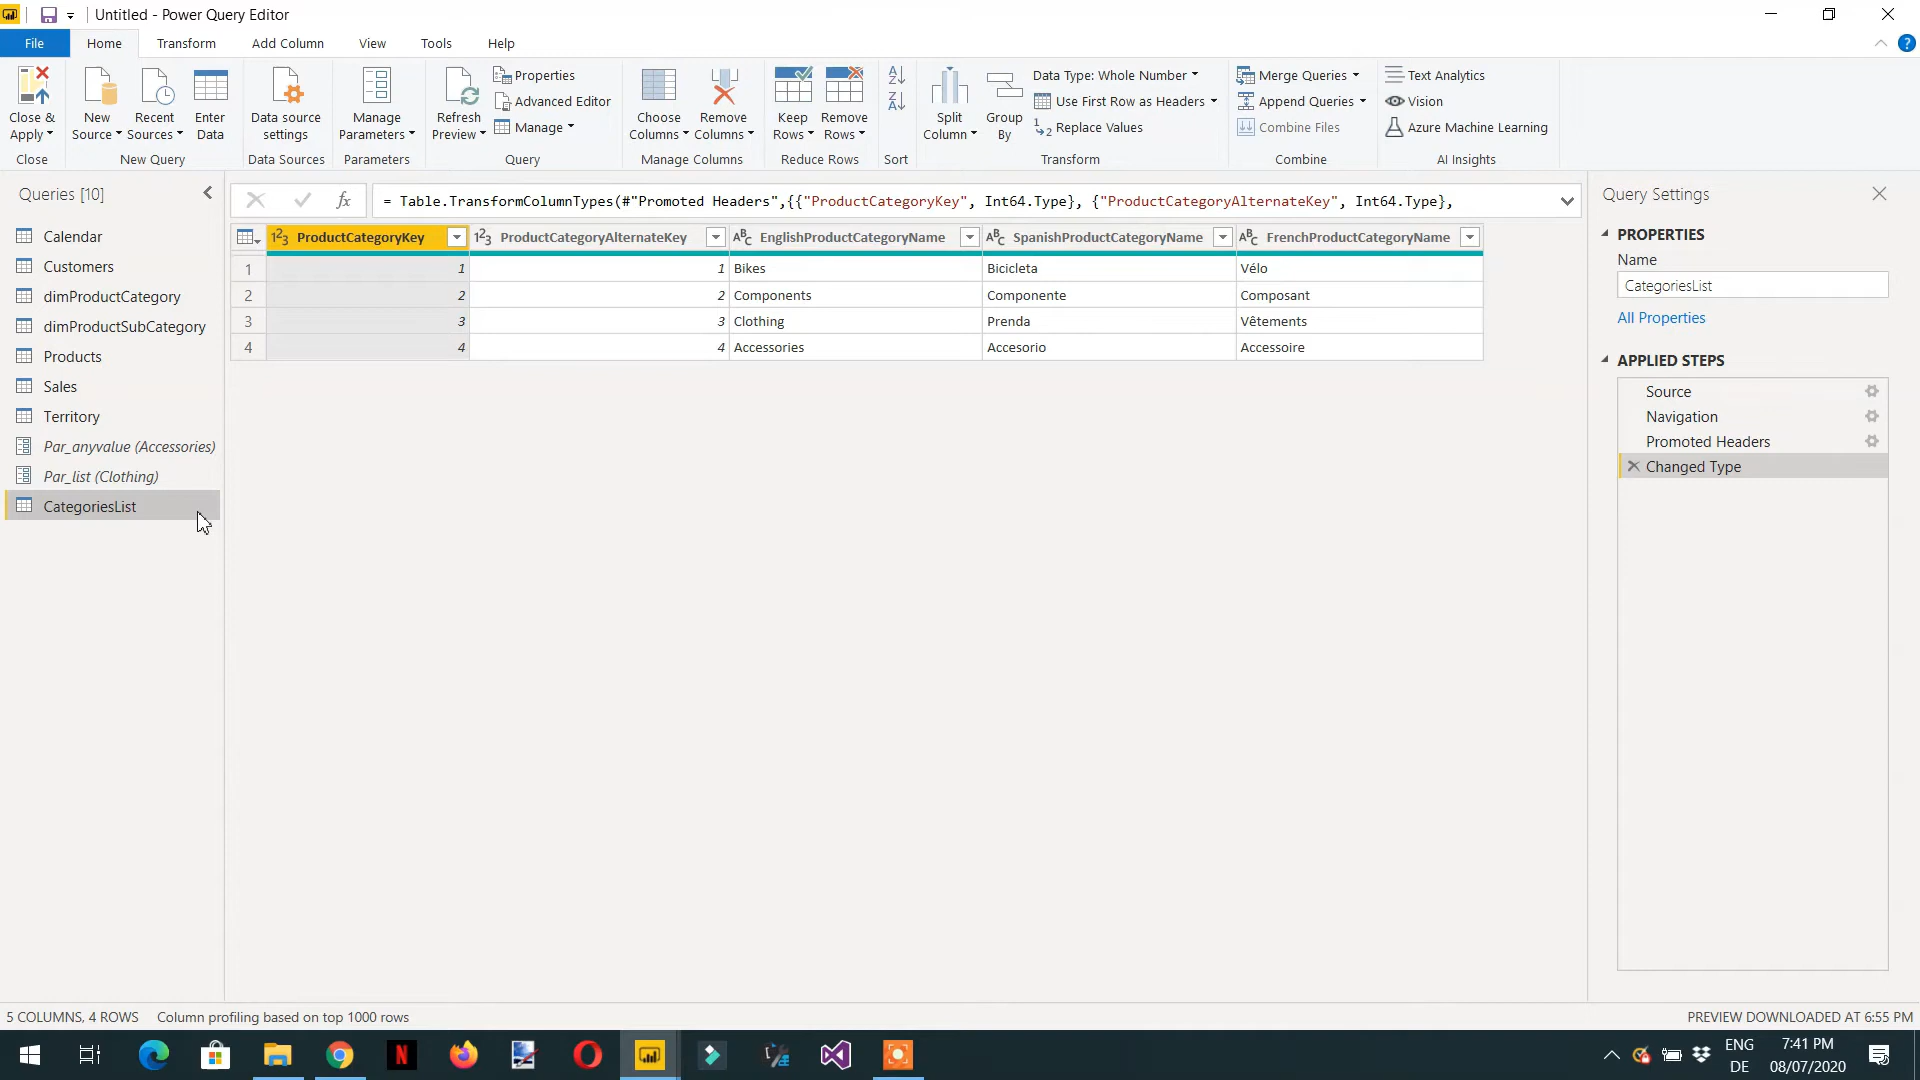 Untitled - Power Query Editor
File Home Transform Add Column View Tools Help
Close & Apply
Close
New Source
Recent Sources
Enter Data
New Query
Data source settings
Data Sources
Manage Parameters
Parameters
Refresh Preview
Properties
Advanced Editor
Manage
Query
Choose Columns
Remove Columns
Manage Columns
Keep Rows
Remove Rows
Reduce Rows
Sort
Split Column
Group By
Data Type: Whole Number
Use First Row as Headers
Replace Values
Transform
Merge Queries
Append Queries
Combine Files
Combine
Text Analytics
Vision
Azure Machine Learning
AI Insights
Queries [10]
Calendar
Customers
dimProductCategory
dimProductSubCategory
Products
Sales
Territory
Par_anyvalue (Accessories)
Par_list (Clothing)
CategoriesList
= Table.TransformColumnTypes(#"Promoted Headers",{{"ProductCategoryKey", Int64.Type}, {"ProductCategoryAlternateKey", Int64.Type},
ProductCategoryKey ProductCategoryAlternateKey EnglishProductCategoryName SpanishProductCategoryName FrenchProductCategoryName
1 1 1 Bikes Bicicleta Vélo
2 2 2 Components Componente Composant
3 3 3 Clothing Prenda Vêtements
4 4 4 Accessories Accesorio Accessoire
Query Settings
PROPERTIES
Name
CategoriesList
All Properties
APPLIED STEPS
Source
Navigation
Promoted Headers
Changed Type
5 COLUMNS, 4 ROWS Column profiling based on top 1000 rows
PREVIEW DOWNLOADED AT 6:55 PM
ENG
DE
7:41 PM
08/07/2020